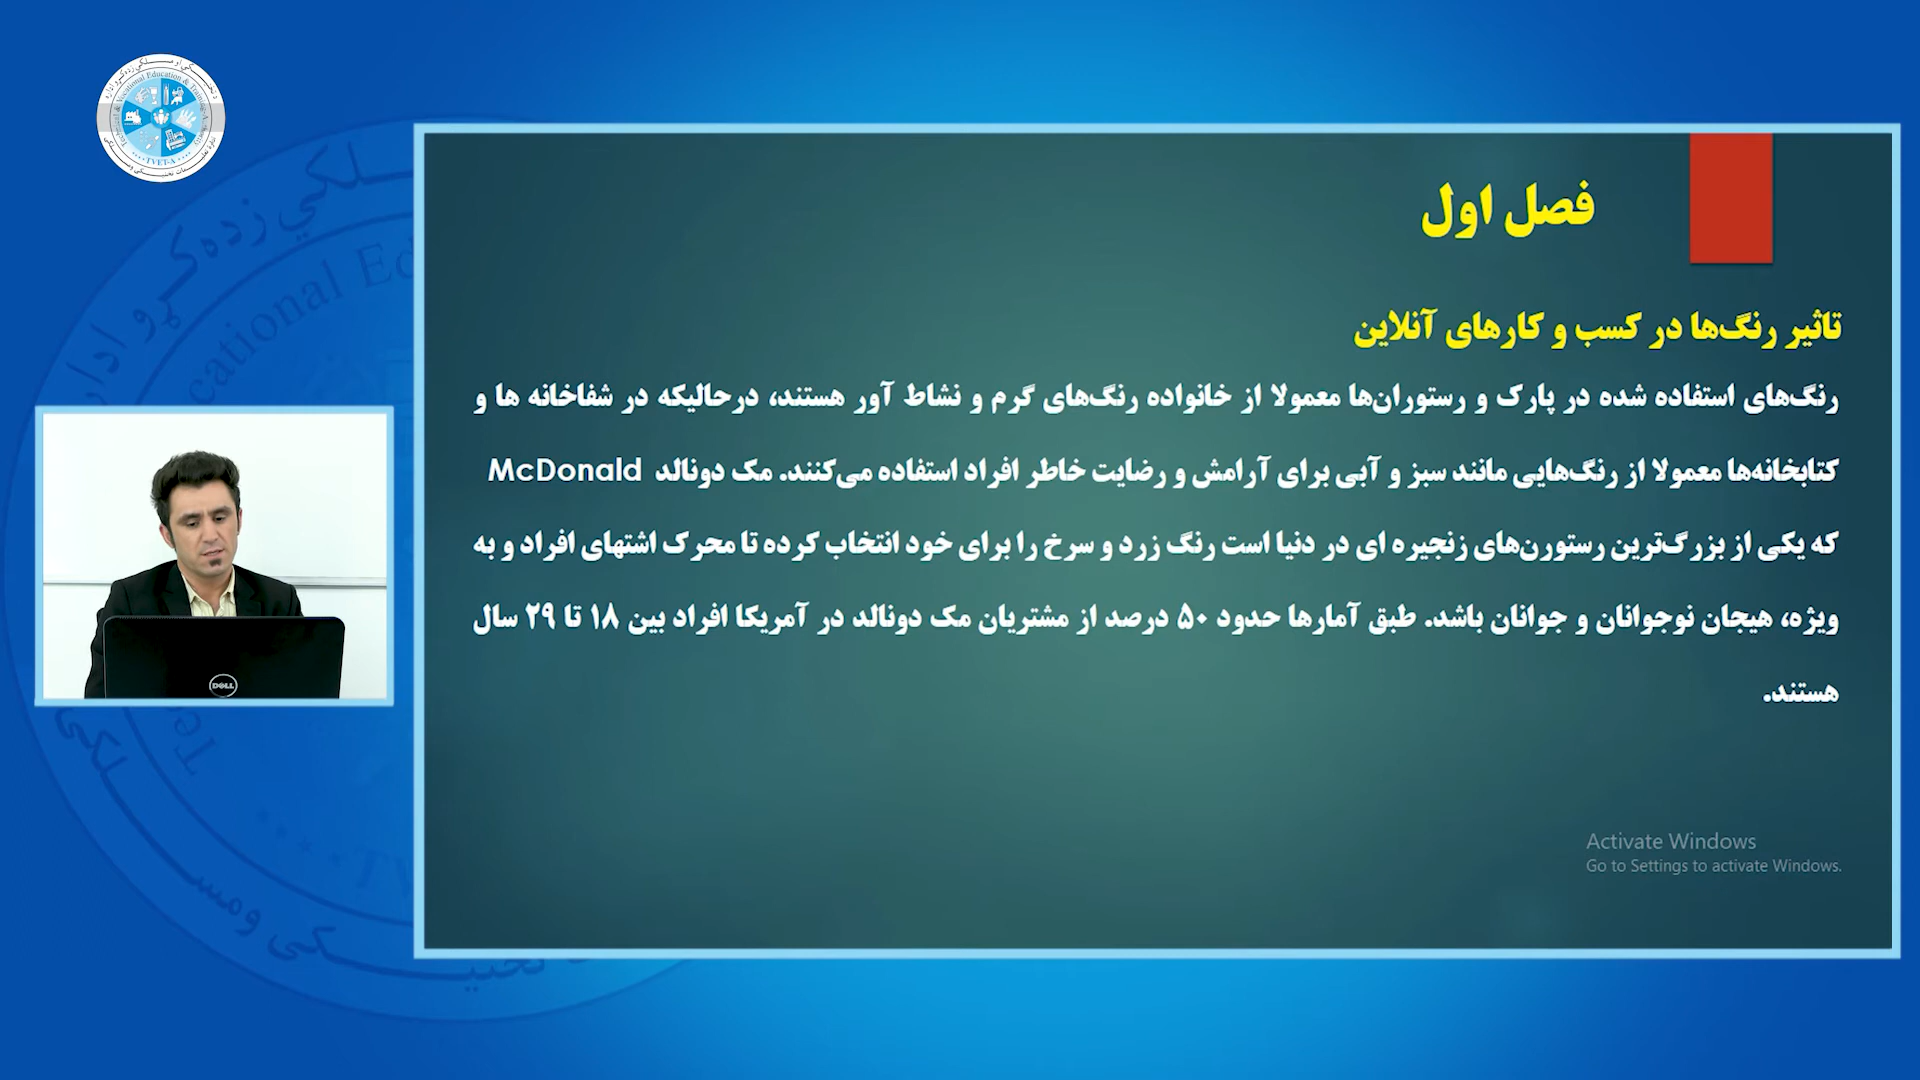 فصل اول
تاثیر رنگ‌ها در کسب و کارهای آنلاین
رنگ‌های استفاده شده در پارک و رستوران‌ها معمولا از خانواده رنگ‌های گرم و نشاط آور هستند، درحالیکه در شفاخانه ها و
کتابخانه‌ها معمولا از رنگ‌هایی مانند سبز و آبی برای آرامش و رضایت خاطر افراد استفاده می‌کنند. مک دونالد McDonald
که یکی از بزرگ‌ترین رستورن‌های زنجیره ای در دنیا است رنگ زرد و سرخ را برای خود انتخاب کرده تا محرک اشتهای افراد و به
ویژه، هیجان نوجوانان و جوانان باشد. طبق آمارها حدود ۵۰ درصد از مشتریان مک دونالد در آمریکا افراد بین ۱۸ تا ۲۹ سال
هستند.
Activate Windows
Go to Settings to activate Windows.
DELL
TVET-A